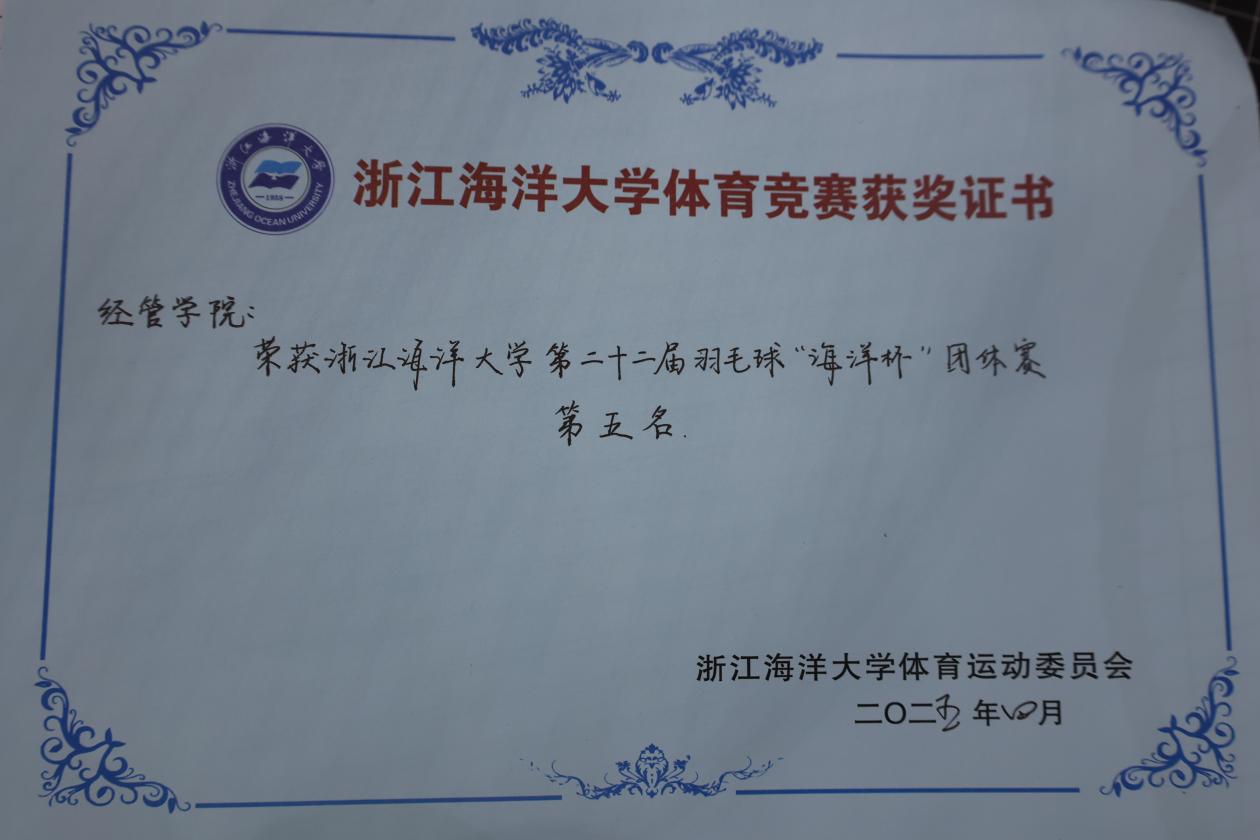 浙江海洋大学
1958
ZHEJIANG OCEAN UNIVERSITY
浙江海洋大学体育竞赛获奖证书
经管学院：
荣获浙江海洋大学第二十二届羽毛球“海洋杯”团体赛
第五名.
浙江海洋大学体育运动委员会
二〇二五年四月